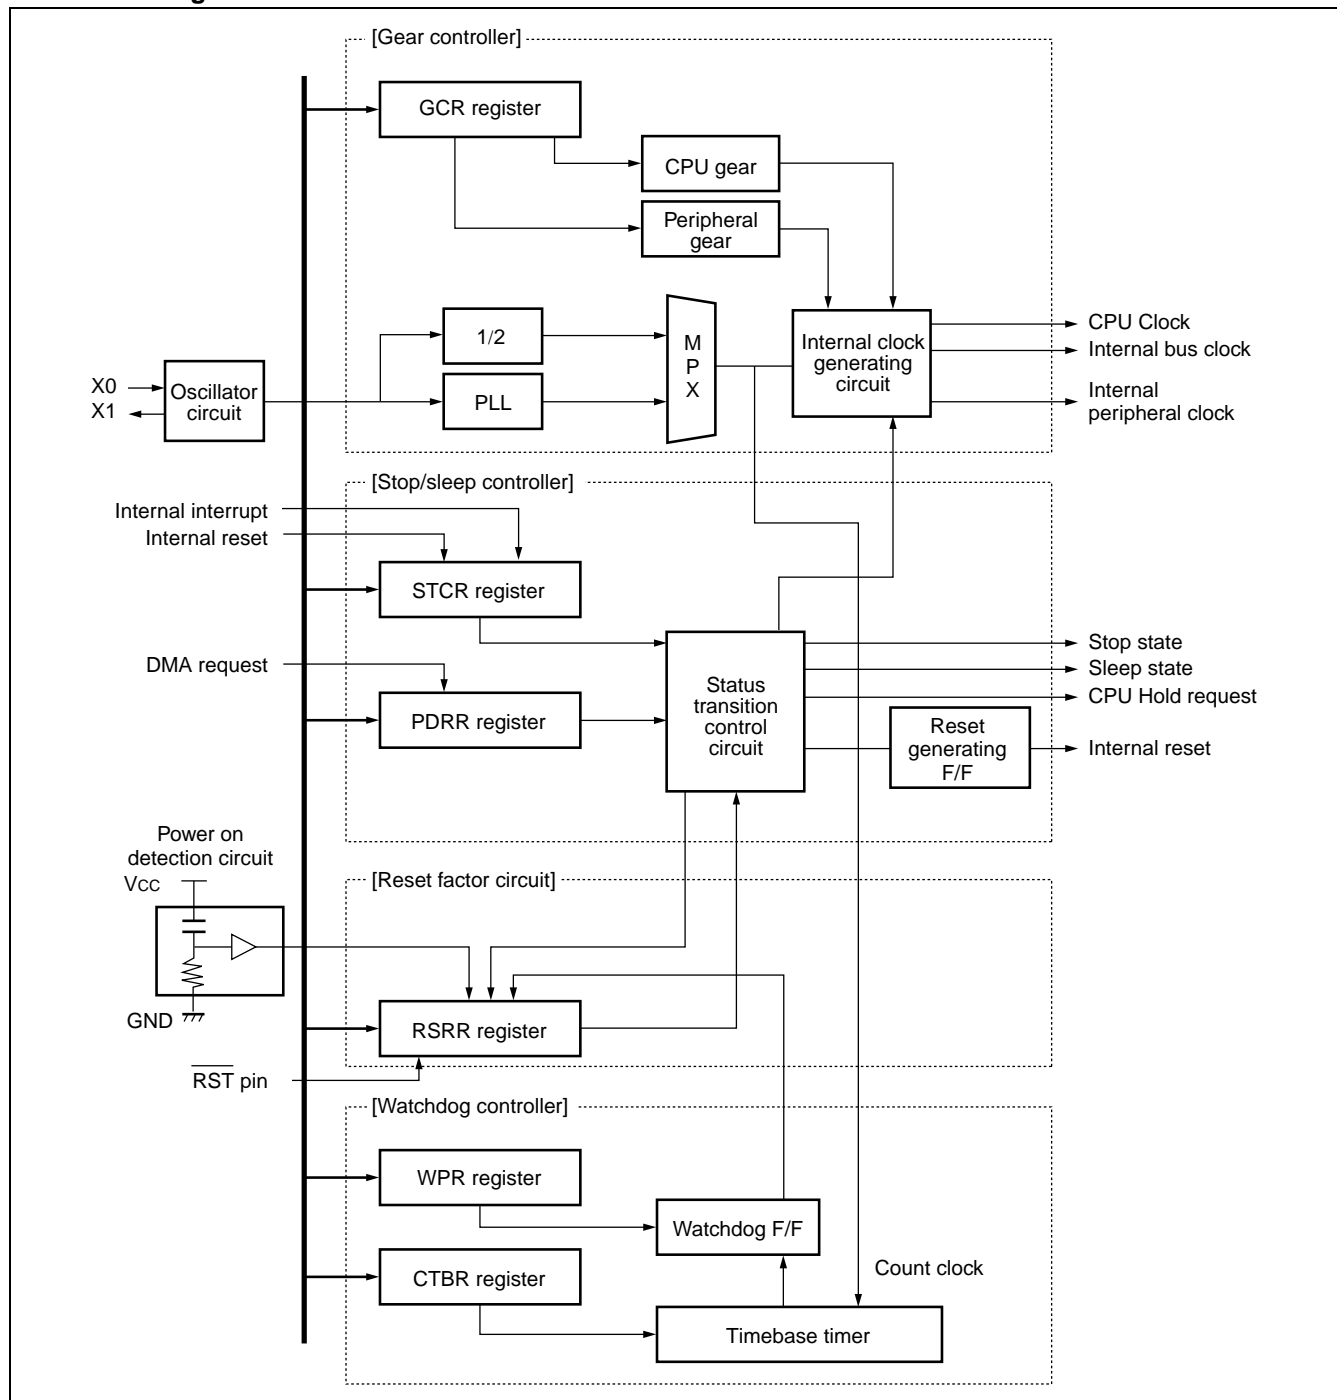 [Gear controller]
GCR register
CPU gear
Peripheral
gear
1/2
PLL
M
P
X
Internal clock
generating
circuit
CPU Clock
Internal bus clock
Internal
peripheral clock
X0
X1
Oscillator
circuit
[Stop/sleep controller]
Internal interrupt
Internal reset
STCR register
DMA request
PDRR register
Status
transition
control
circuit
Stop state
Sleep state
CPU Hold request
Reset
generating
F/F
Internal reset
Power on
detection circuit
VCC
GND
[Reset factor circuit]
RSRR register
RST pin
[Watchdog controller]
WPR register
Watchdog F/F
CTBR register
Count clock
Timebase timer